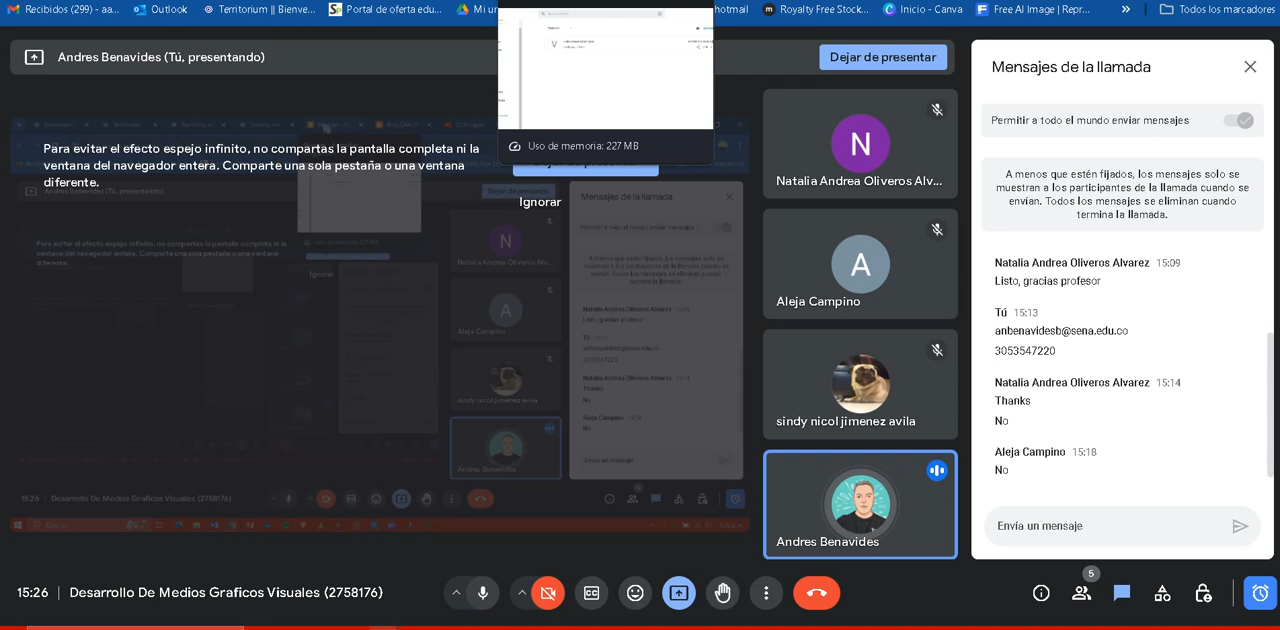 Recibidos (299) - aa...
Outlook
Territorium || Bienve...
Portal de oferta edu...
Mi un
hotmail
Royalty Free Stock...
Inicio - Canva
Free AI Image | Repr...
»
Todos los marcadores
Andres Benavides (Tú, presentando)
Dejar de presentar
Uso de memoria: 227 MB
Para evitar el efecto espejo infinito, no compartas la pantalla completa ni la
ventana del navegador entera. Comparte una sola pestaña o una ventana
diferente.
Ignorar
N
Natalia Andrea Oliveros Alv...
A
Aleja Campino
sindy nicol jimenez avila
Andres Benavides
Mensajes de la llamada
Permitir a todo el mundo enviar mensajes
A menos que estén fijados, los mensajes solo se
muestran a los participantes de la llamada cuando se
envían. Todos los mensajes se eliminan cuando
termina la llamada.
Natalia Andrea Oliveros Alvarez 15:09
Listo, gracias profesor
Tú 15:13
anbenavidesb@sena.edu.co
3053547220
Natalia Andrea Oliveros Alvarez 15:14
Thanks
No
Aleja Campino 15:18
No
Envía un mensaje
15:26 | Desarrollo De Medios Graficos Visuales (2758176)
5